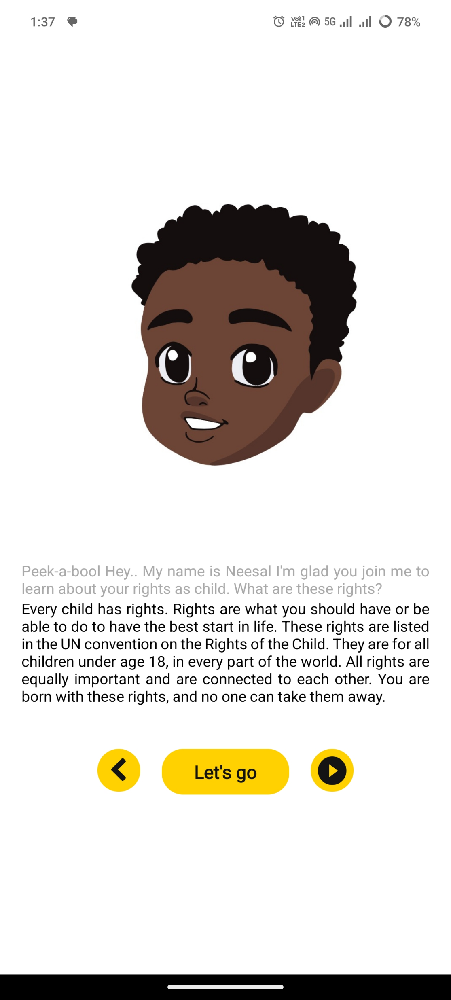 1:37
Vo))1
LTE2
5G
78%
Peek-a-bool Hey.. My name is Neesal I'm glad you join me to
learn about your rights as child. What are these rights?
Every child has rights. Rights are what you should have or be
able to do to have the best start in life. These rights are listed
in the UN convention on the Rights of the Child. They are for all
children under age 18, in every part of the world. All rights are
equally important and are connected to each other. You are
born with these rights, and no one can take them away.
Let's go